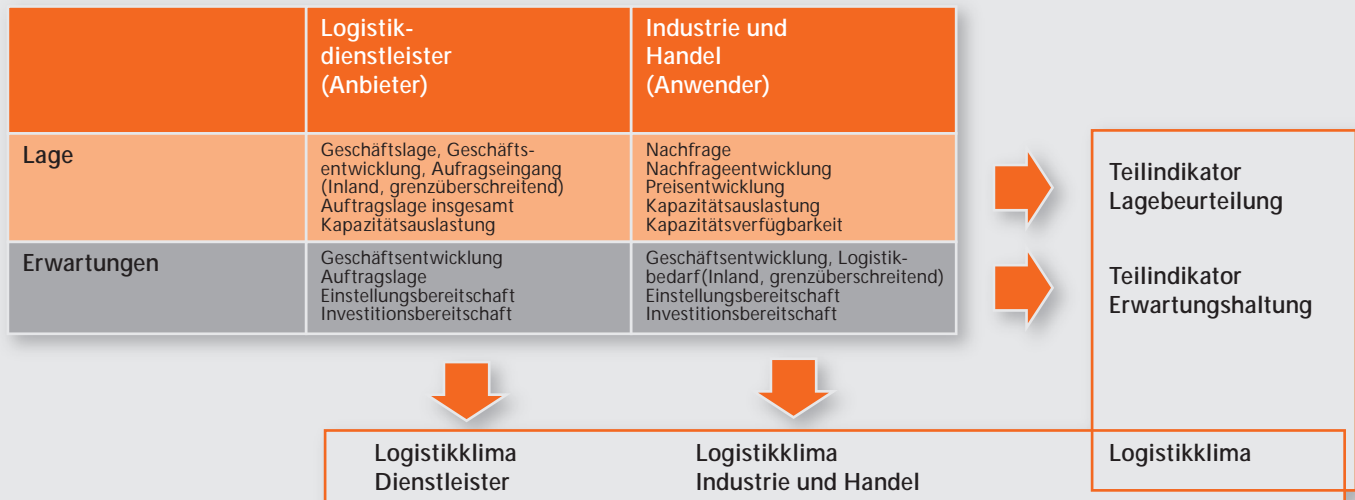 Logistik-
dienstleister
(Anbieter)
Industrie und
Handel
(Anwender)
Lage
Geschäftslage, Geschäfts-
entwicklung, Aufragseingang
(Inland, grenzüberschreitend)
Auftragslage insgesamt
Kapazitätsauslastung
Nachfrage
Nachfrageentwicklung
Preisentwicklung
Kapazitätsauslastung
Kapazitätsverfügbarkeit
Teilindikator
Lagebeurteilung
Erwartungen
Geschäftsentwicklung
Auftragslage
Einstellungsbereitschaft
Investitionsbereitschaft
Geschäftsentwicklung, Logistik-
bedarf(Inland, grenzüberschreitend)
Einstellungsbereitschaft
Investitionsbereitschaft
Teilindikator
Erwartungshaltung
Logistikklima
Dienstleister
Logistikklima
Industrie und Handel
Logistikklima